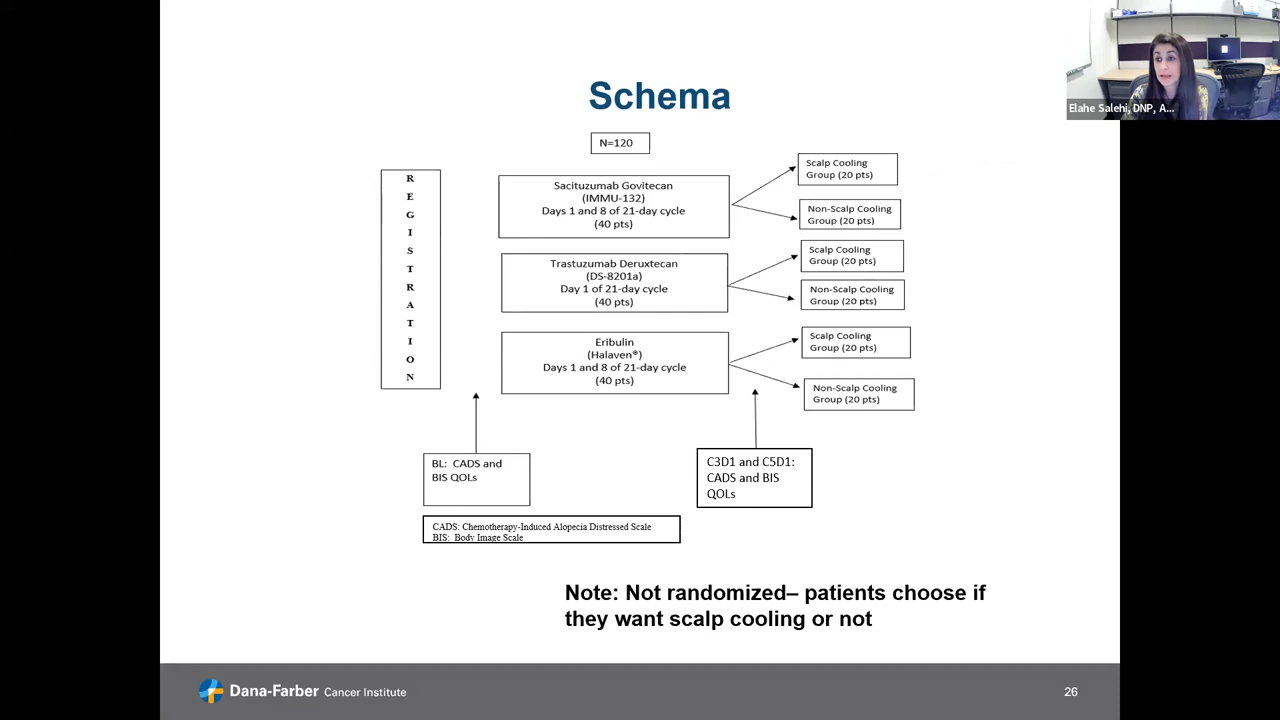 Schema
N=120
R
E
G
I
S
T
R
A
T
I
O
N
Sacituzumab Govitecan
(IMMU-132)
Days 1 and 8 of 21-day cycle
(40 pts)
Scalp Cooling
Group (20 pts)
Non-Scalp Cooling
Group (20 pts)
Trastuzumab Deruxtecan
(DS-8201a)
Day 1 of 21-day cycle
(40 pts)
Scalp Cooling
Group (20 pts)
Non-Scalp Cooling
Group (20 pts)
Eribulin
(Halaven®)
Days 1 and 8 of 21-day cycle
(40 pts)
Scalp Cooling
Group (20 pts)
Non-Scalp Cooling
Group (20 pts)
BL: CADS and
BIS QOLs
C3D1 and C5D1:
CADS and BIS
QOLs
CADS: Chemotherapy-Induced Alopecia Distressed Scale
BIS: Body Image Scale
Note: Not randomized– patients choose if
they want scalp cooling or not
Dana-Farber Cancer Institute
26
Elahe Salehi, DNP, A...